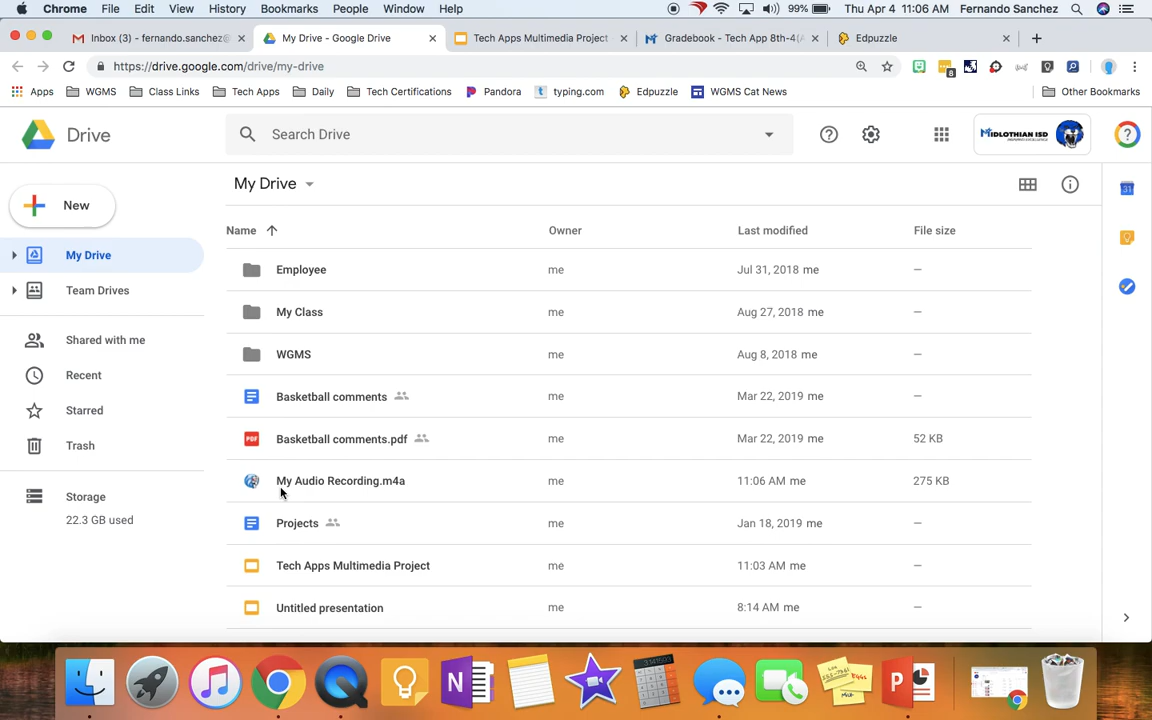 Chrome File Edit View History Bookmarks People Window Help 99% Thu Apr 4 11:06 AM Fernando Sanchez
Inbox (3) - fernando.sanchez@ My Drive - Google Drive Tech Apps Multimedia Project Gradebook - Tech App 8th-4(A Edpuzzle
https://drive.google.com/drive/my-drive 8
Apps WGMS Class Links Tech Apps Daily Tech Certifications Pandora typing.com Edpuzzle WGMS Cat News Other Bookmarks
Drive Search Drive MIDLOTHIAN ISD
My Drive
New
Name Owner Last modified File size
My Drive
Employee me Jul 31, 2018 me –
Team Drives
My Class me Aug 27, 2018 me –
Shared with me
WGMS me Aug 8, 2018 me –
Recent
Basketball comments me Mar 22, 2019 me –
Starred
PDF Basketball comments.pdf me Mar 22, 2019 me 52 KB
Trash
My Audio Recording.m4a me 11:06 AM me 275 KB
Storage
22.3 GB used
Projects me Jan 18, 2019 me –
Tech Apps Multimedia Project me 11:03 AM me –
Untitled presentation me 8:14 AM me –
31